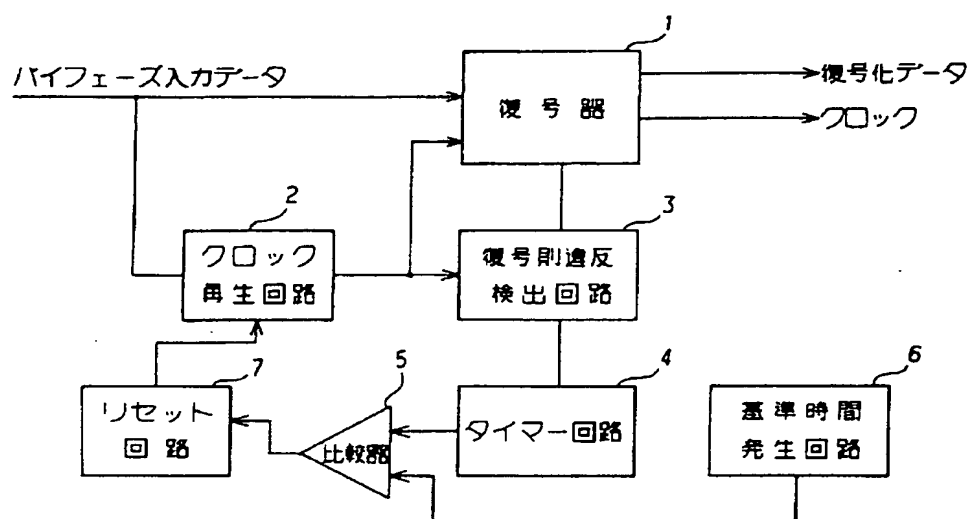 1
バイフェーズ入力データ
復号器
復号化データ
クロック
2
3
クロック
再生回路
復号則違反
検出回路
7
5
4
6
リセット
回路
比較器
タイマー回路
基準時間
発生回路